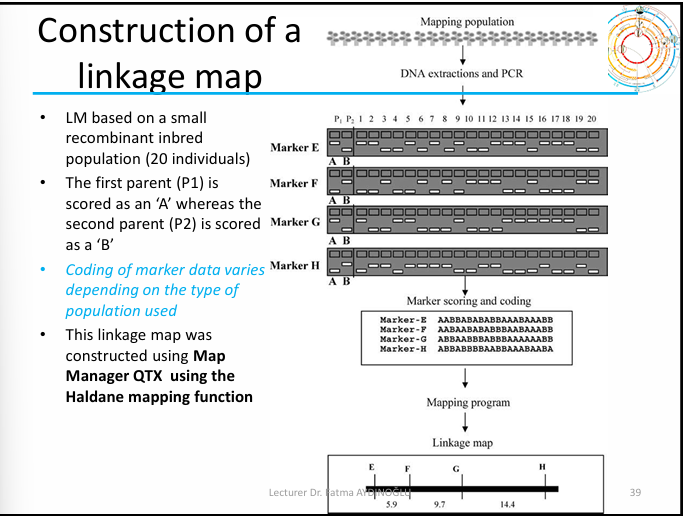 Construction of a
linkage map
• LM based on a small
recombinant inbred
population (20 individuals)
• The first parent (P1) is
scored as an ‘A’ whereas the
second parent (P2) is scored
as a ‘B’
• Coding of marker data varies
depending on the type of
population used
• This linkage map was
constructed using Map
Manager QTX using the
Haldane mapping function
Mapping population
DNA extractions and PCR
P1 P2 1 2 3 4 5 6 7 8 9 10 11 12 13 14 15 16 17 18 19 20
Marker E
A B
Marker F
A B
Marker G
A B
Marker H
A B
Marker scoring and coding
Marker-E AABBABABABBAAABAAABB
Marker-F AABBAAABABBAABBAAABB
Marker-G ABBAABBBABBBAAAAAABB
Marker-H ABBABBBBAABBAAABAABA
Mapping program
Linkage map
E F G H
5.9 9.7 14.4
Lecturer Dr. Fatma AYDINOĞLU
39